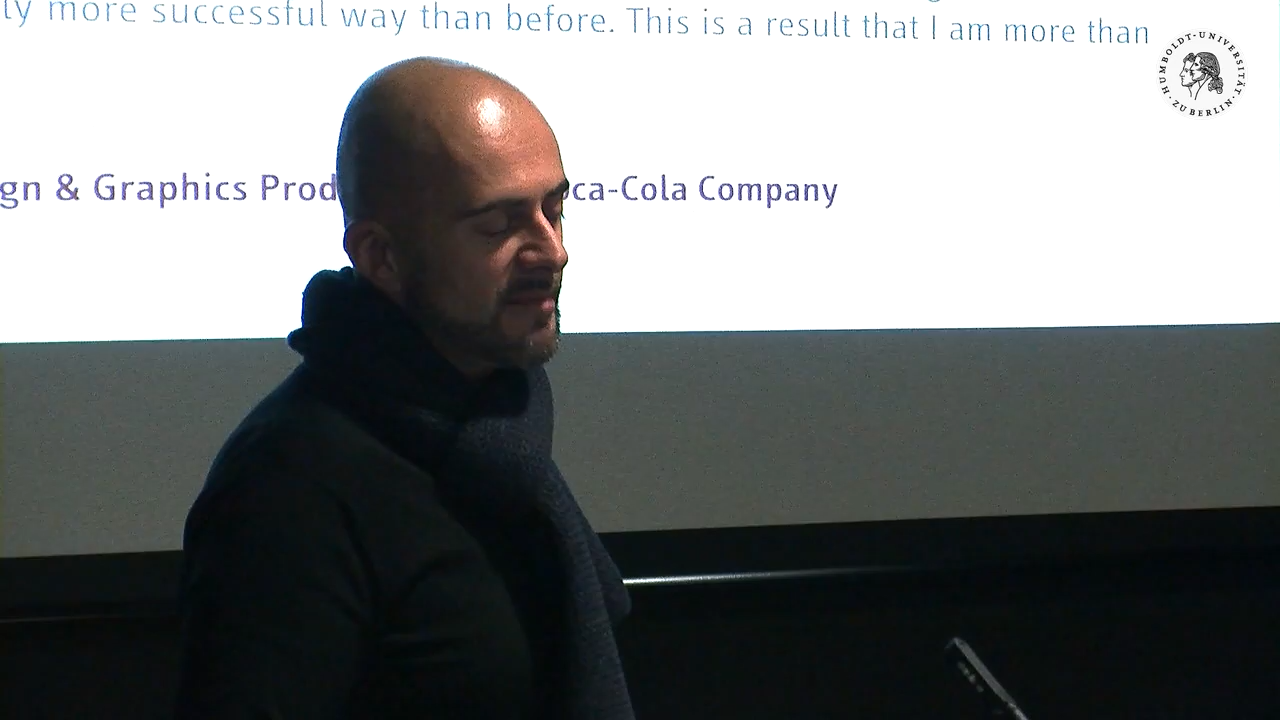 ly more successful way than before. This is a result that I am more than
gn & Graphics Prod ca-Cola Company
HUMBOLDT-UNIVERSITÄT ZU BERLIN